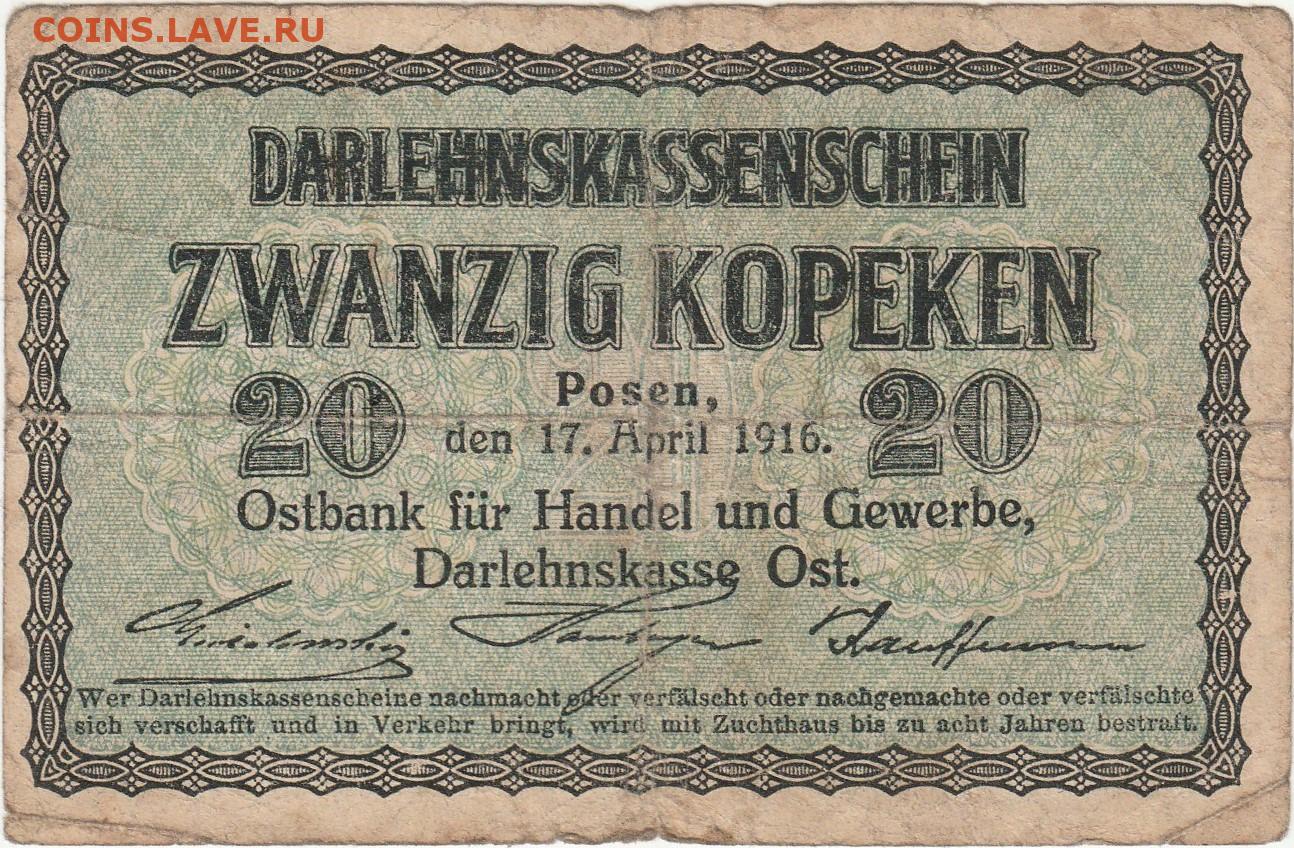 COINS.LAVE.RU
DARLEHNSKASSENSCHEIN
ZWANZIG KOPEKEN
20 Posen, 20
den 17. April 1916.
Ostbank für Handel und Gewerbe,
Darlehnskasse Ost.
Kauffmann
Wer Darlehnskassenscheine nachmacht oder verfälscht oder nachgemachte oder verfälschte
sich verschafft und in Verkehr bringt, wird mit Zuchthaus bis zu acht Jahren bestraft.